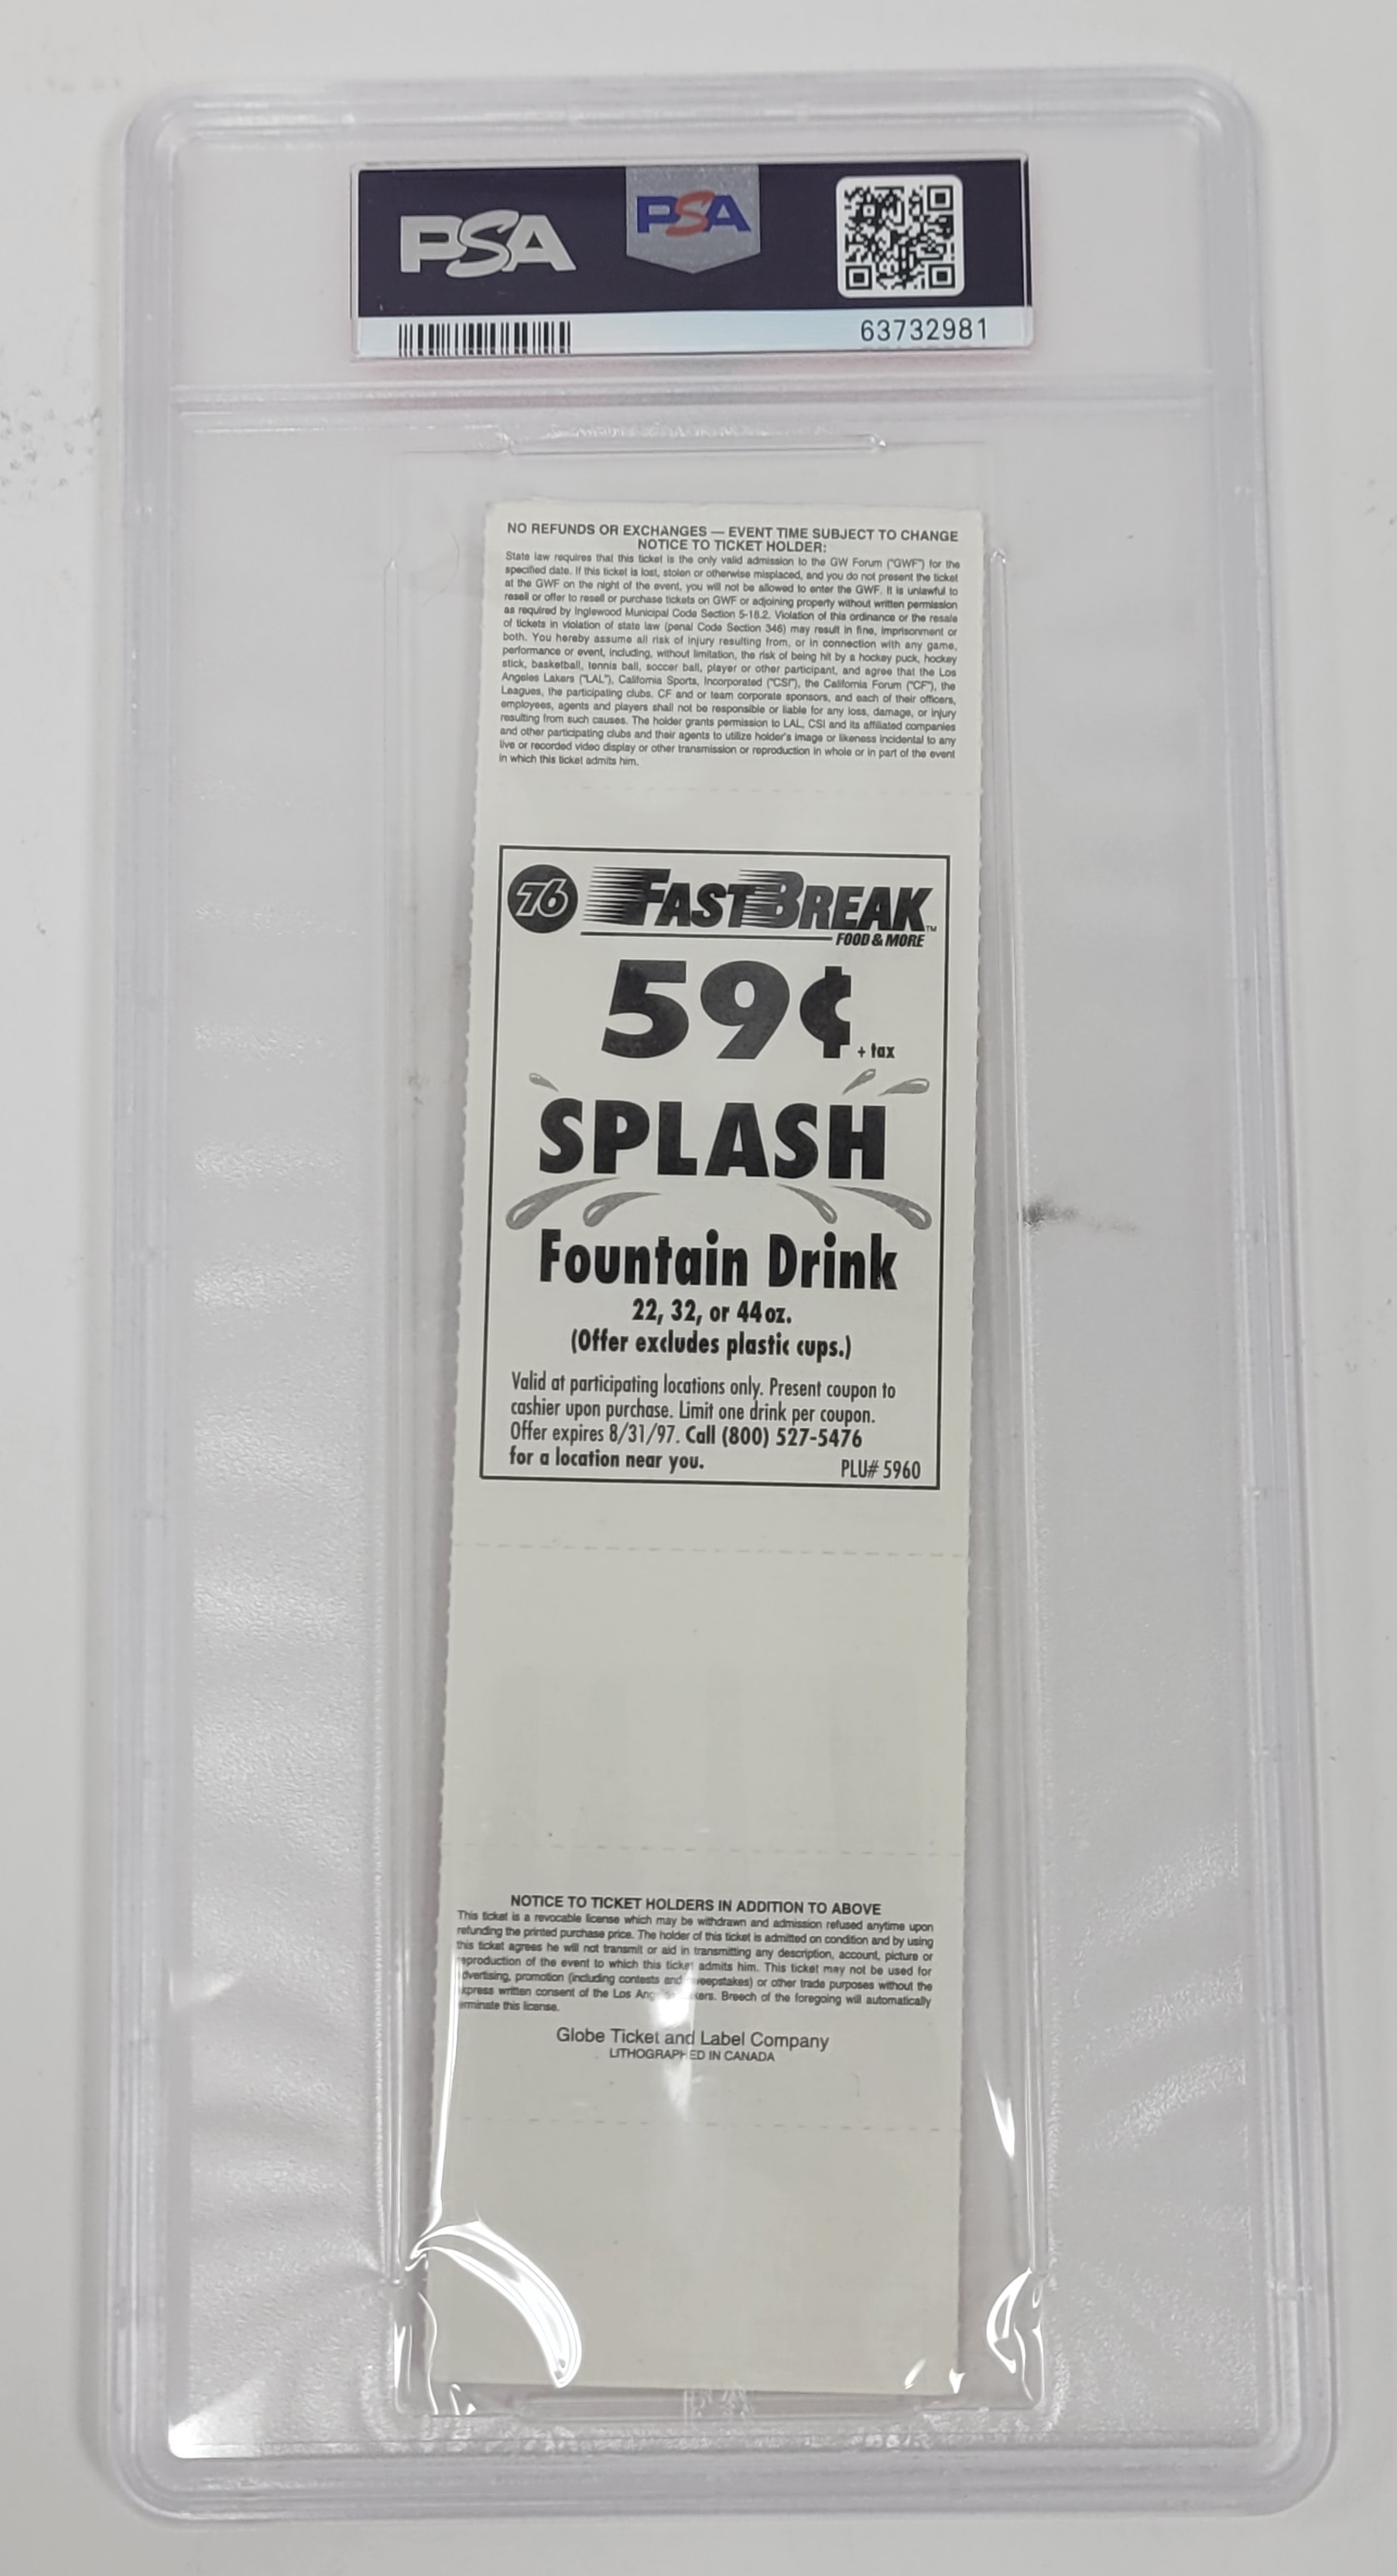 PSA
PSA
63732981
NO REFUNDS OR EXCHANGES — EVENT TIME SUBJECT TO CHANGE
NOTICE TO TICKET HOLDER:
State law requires that this ticket is the only valid admission to the GW Forum ("GWF") for the
specified date. If this ticket is lost, stolen or otherwise misplaced, and you do not present the ticket
at the GWF on the night of the event, you will not be allowed to enter the GWF. It is unlawful to
resell or offer to resell or purchase tickets on GWF or adjoining property without written permission
as required by Inglewood Municipal Code Section 5-18.2. Violation of this ordinance or the resale
of tickets in violation of state law (penal Code Section 346) may result in fine, imprisonment or
both. You hereby assume all risk of injury resulting from, or in connection with any game,
performance or event, including, without limitation, the risk of being hit by a hockey puck, hockey
stick, basketball, tennis ball, soccer ball, player or other participant, and agree that the Los
Angeles Lakers ("LAL"), California Sports, Incorporated ("CSI"), the California Forum ("CF"), the
Leagues, the participating clubs. CF and or team corporate sponsors, and each of their officers,
employees, agents and players shall not be responsible or liable for any loss, damage, or injury
resulting from such causes. The holder grants permission to LAL, CSI and its affiliated companies
and other participating clubs and their agents to utilize holder's image or likeness incidental to any
live or recorded video display or other transmission or reproduction in whole or in part of the event
in which this ticket admits him.
76 FASTBREAK™
FOOD & MORE
59¢ + tax
SPLASH
Fountain Drink
22, 32, or 44 oz.
(Offer excludes plastic cups.)
Valid at participating locations only. Present coupon to
cashier upon purchase. Limit one drink per coupon.
Offer expires 8/31/97. Call (800) 527-5476
for a location near you. PLU# 5960
NOTICE TO TICKET HOLDERS IN ADDITION TO ABOVE
This ticket is a revocable license which may be withdrawn and admission refused anytime upon
refunding the printed purchase price. The holder of this ticket is admitted on condition and by using
this ticket agrees he will not transmit or aid in transmitting any description, account, picture or
eproduction of the event to which this ticket admits him. This ticket may not be used for
dvertising, promotion (including contests and sweepstakes) or other trade purposes without the
xpress written consent of the Los kers. Breech of the foregoing will automatically
erminate this license.
Globe Ticket and Label Company
LITHOGRAPHED IN CANADA